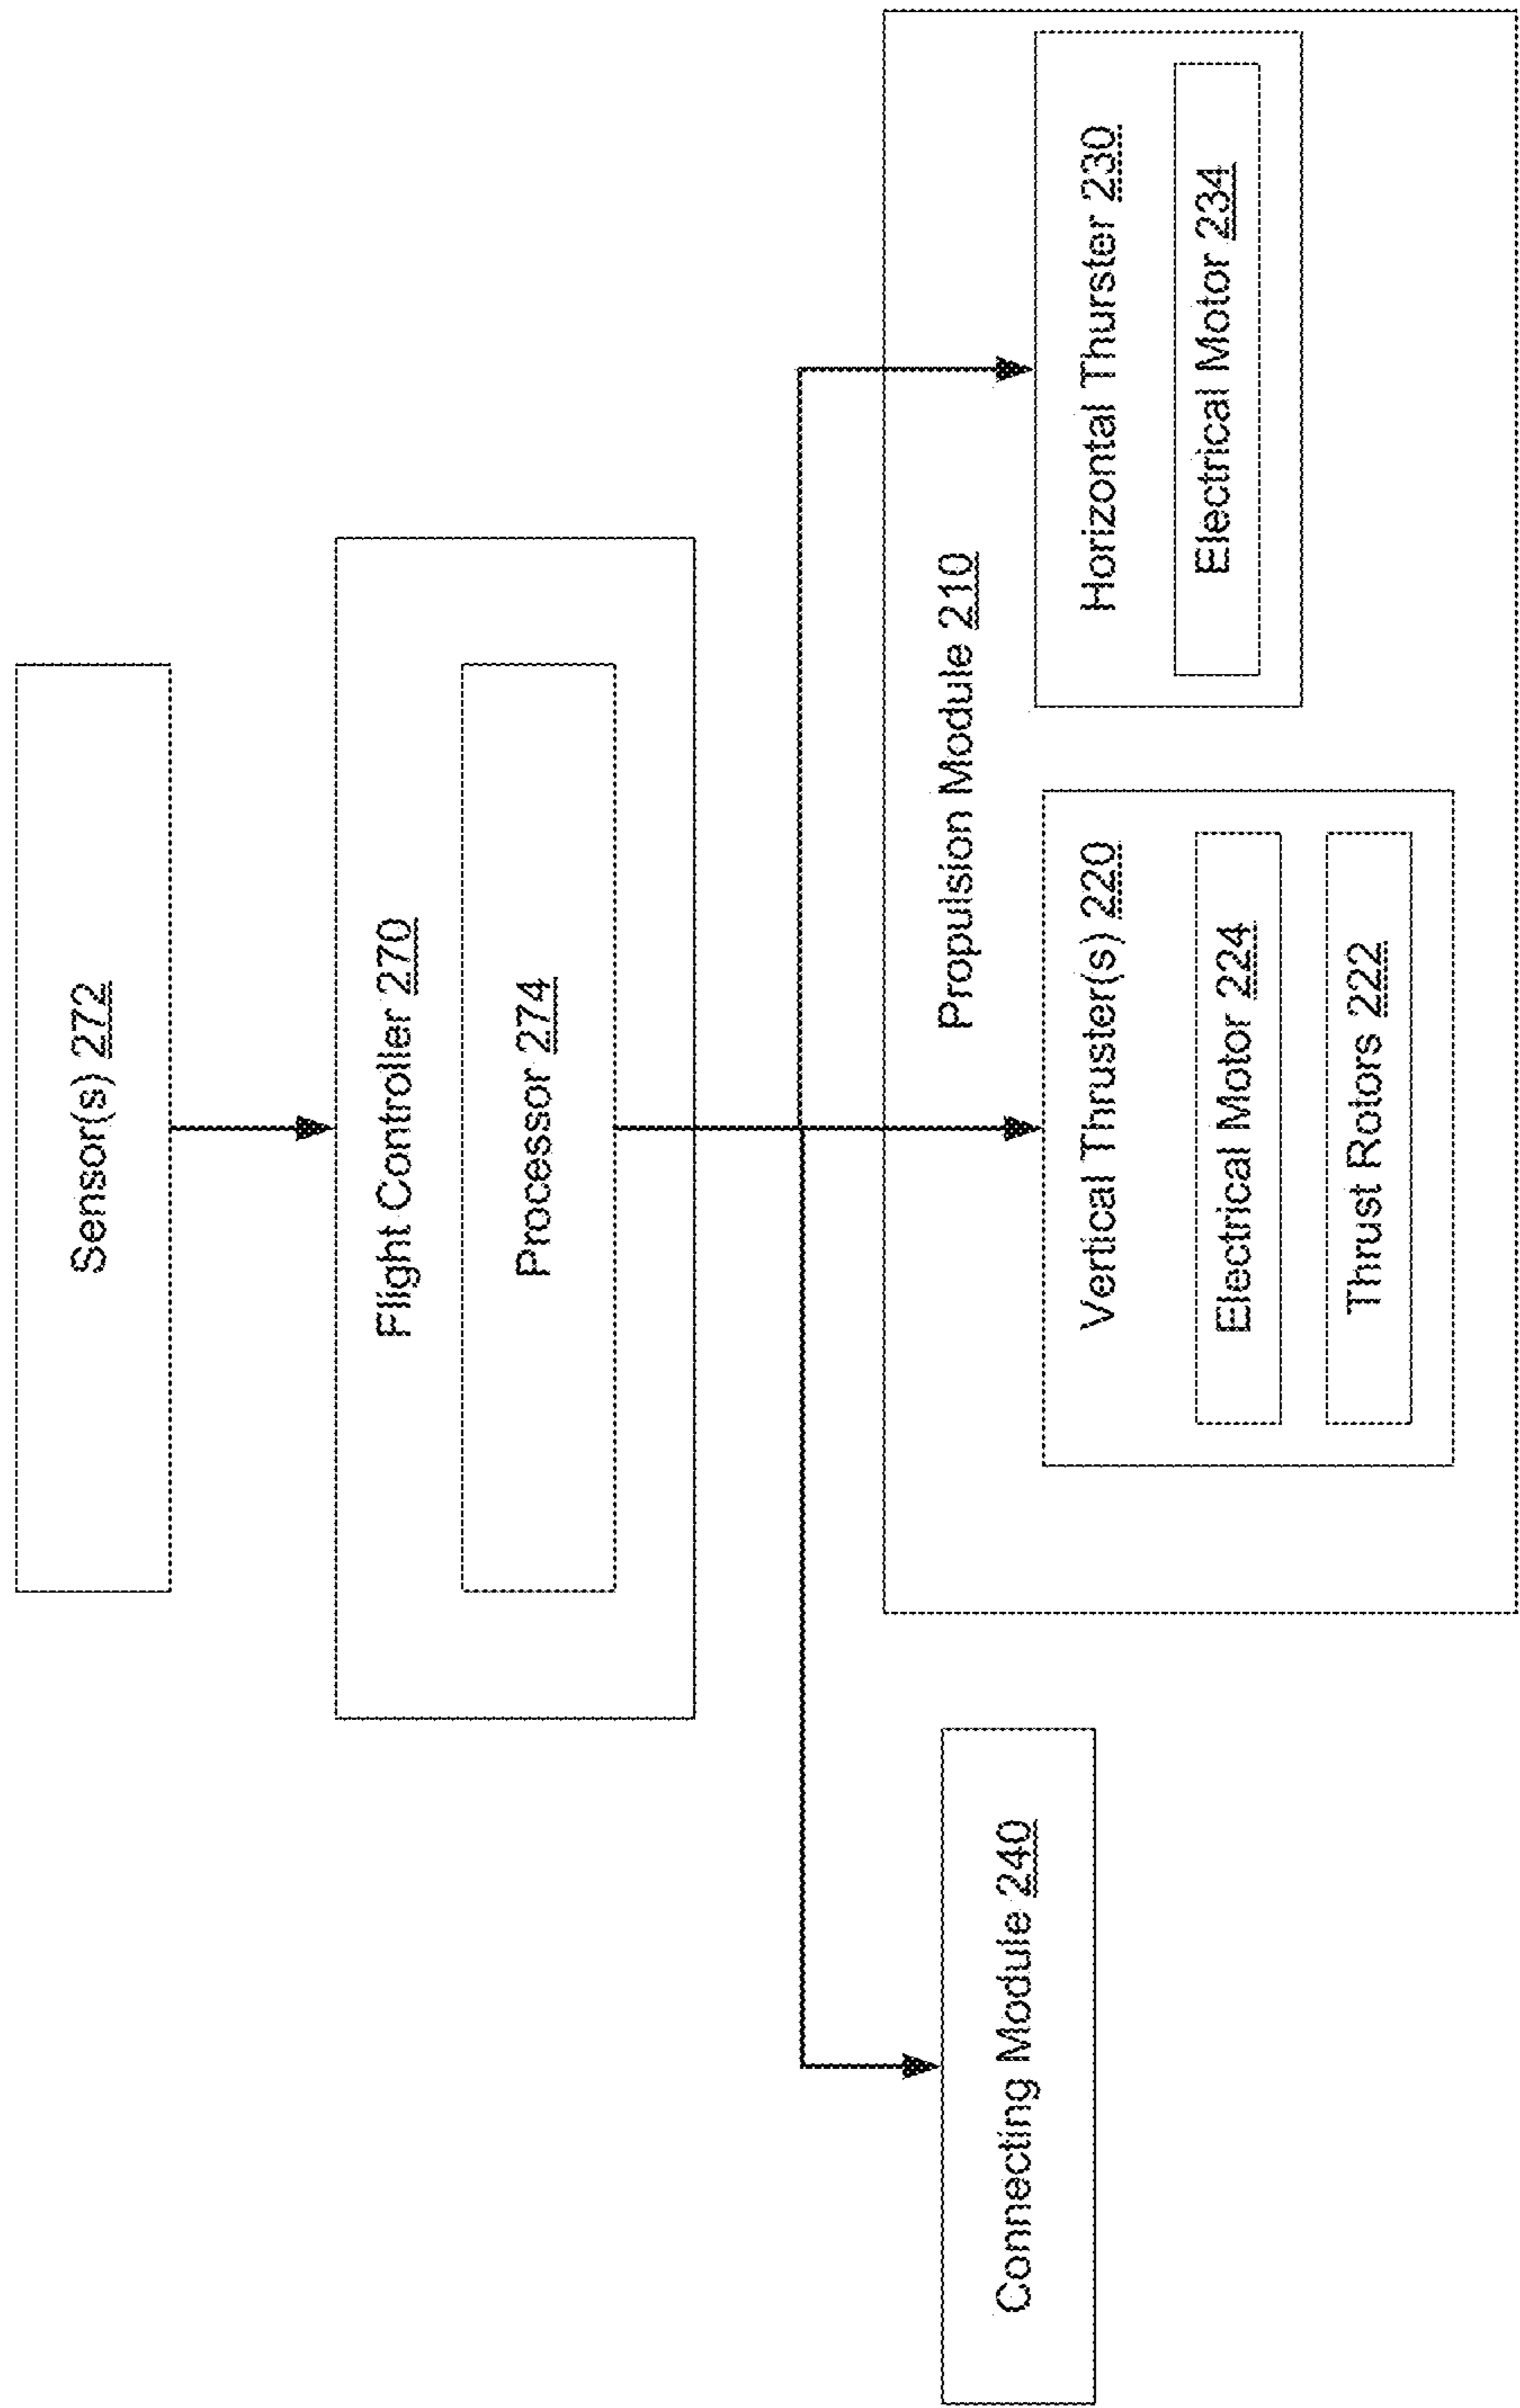 Sensor(s) 272
Flight Controller 270
Processor 274
Connecting Module 240
Propulsion Module 210
Vertical Thruster(s) 220
Electrical Motor 224
Thrust Rotors 222
Horizontal Thurster 230
Electrical Motor 234